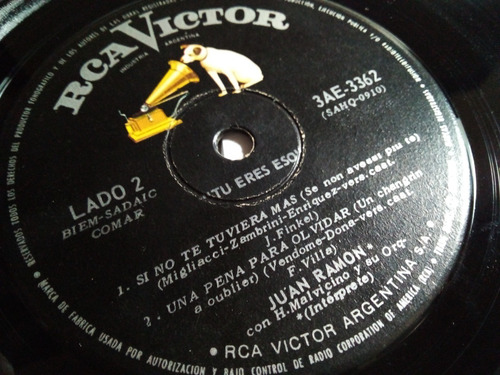 RCA VICTOR
INDUSTRIA
ARGENTINA
3AE-3362
(SAHQ-0910)
LADO 2
BIEM-SADAIC
COMAR
¡TU ERES
1. SI NO TE TUVIERA MAS (Se non avessi piu te)
(Migliacci-Zambrini-Enriquez-vers.cast.
J. Finkel)
2. UNA PENA PARA OLVIDAR (Un changrin
a oublier) (Vendome-Dona-vers.cast.
F. Ville)
JUAN RAMON*
con H. Malvicino y su Orq.
*(Intérprete)
• RCA VICTOR ARGENTINA, S/A. •
MARCA DE FABRICA USADA POR AUTORIZACION Y BAJO CONTROL DE RADIO CORPORATION OF AMERICA (RCA)
RESERVADOS TODOS LOS DERECHOS DEL PRODUCTOR FONOGRAFICO Y DE LOS AUTORES DE LAS OBRAS